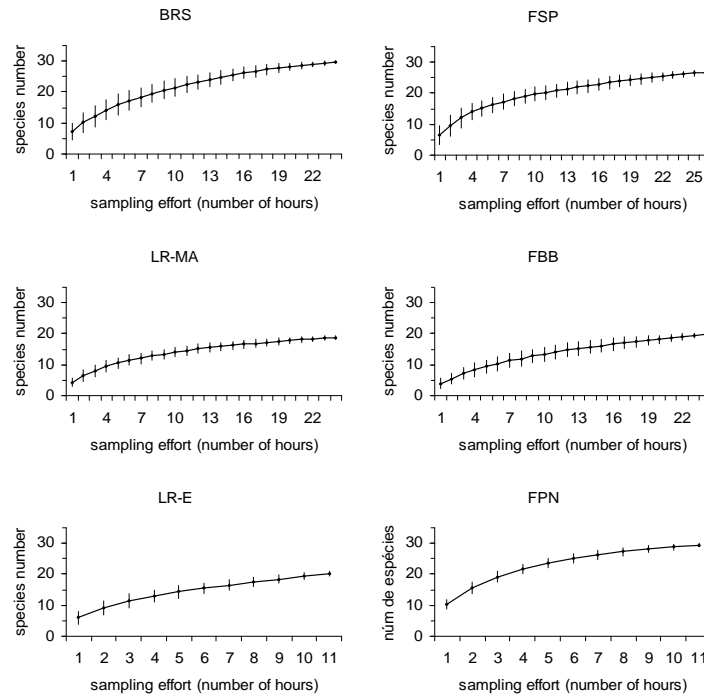 BRS
species number
30
20
10
0
1 4 7 10 13 16 19 22
sampling effort (number of hours)
FSP
species number
30
20
10
0
1 4 7 10 13 16 19 22 25
sampling effort (number of hours)
LR-MA
species number
30
20
10
0
1 4 7 10 13 16 19 22
sampling effort (number of hours)
FBB
species number
30
20
10
0
1 4 7 10 13 16 19 22
sampling effort (number of hours)
LR-E
species number
30
20
10
0
1 2 3 4 5 6 7 8 9 10 11
sampling effort (number of hours)
FPN
núm de espécies
30
20
10
0
1 2 3 4 5 6 7 8 9 10 11
sampling effort (number of hours)